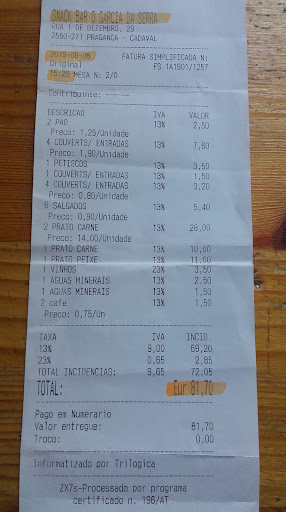 SNACK BAR O GARCIA DA SERRA
RUA 1 DE DEZEMBRO, 29
2550-271 PRAGANCA - CADAVAL
2019-08-08 FATURA SIMPLIFICADA N:
Original FS 1A1901/1257
15:29 MESA N: 2/0
Contribuinte: ------
DESCRICAO IVA VALOR
2 PAO 13% 2,50
Preco: 1,25/Unidade
4 COUVERTS/ ENTRADAS 13% 7,60
Preco: 1,90/Unidade
1 PETISCOS 13% 3,50
1 COUVERTS/ ENTRADAS 13% 1,50
4 COUVERTS/ ENTRADAS 13% 3,20
Preco: 0,80/Unidade
6 SALGADOS 13% 5,40
Preco: 0,90/Unidade
2 PRATO CARNE 13% 28,00
Preco: 14,00/Unidade
1 PRATO CARNE 13% 10,00
1 PRATO PEIXE 13% 11,00
1 VINHOS 23% 3,50
1 AGUAS MINERAIS 13% 2,50
1 AGUAS MINERAIS 13% 1,50
2 cafe 13% 1,50
Preco: 0,75/Un
TAXA IVA INCID.
13% 9,00 69,20
23% 0,65 2,85
TOTAL INCIDENCIAS: 9,65 72,05
TOTAL: Eur 81,70
Pago em Numerario
Valor entregue: 81,70
Troco: 0,00
Informatizado por Trilogica
ZX7s-Processado por programa
certificado n. 196/AT